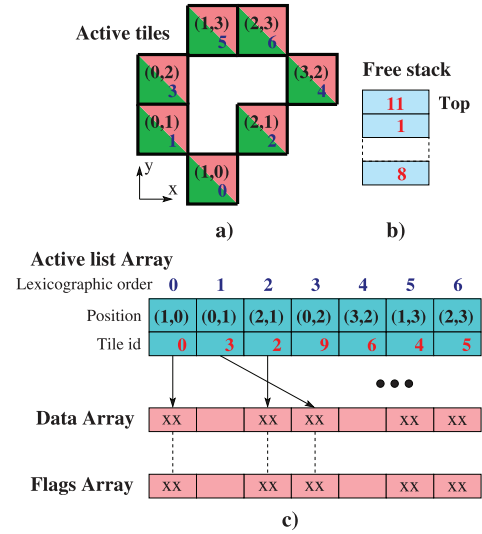 Active tiles
(1,3) (2,3)
5 6
(0,2) (3,2)
3 4
(0,1) (2,1)
1 2
(1,0)
0
y
x
a)
Free stack
11 Top
1
8
b)
Active list Array
Lexicographic order 0 1 2 3 4 5 6
Position (1,0) (0,1) (2,1) (0,2) (3,2) (1,3) (2,3)
Tile id 0 3 2 9 6 4 5
Data Array xx xx xx xx xx
Flags Array xx xx xx xx xx
c)